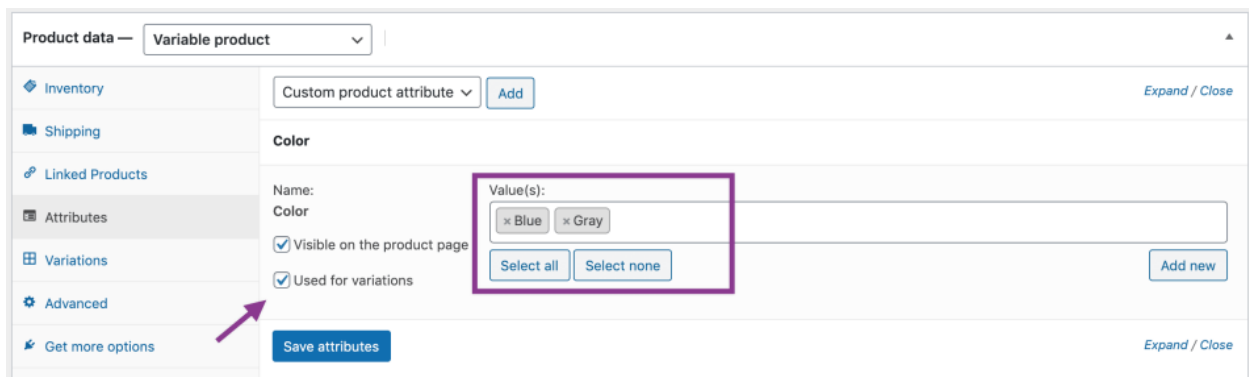 Product data — Variable product
Inventory
Shipping
Linked Products
Attributes
Variations
Advanced
Get more options
Custom product attribute Add Expand / Close
Color
Name:
Color
Visible on the product page
Used for variations
Value(s):
× Blue × Gray
Select all Select none Add new
Save attributes Expand / Close